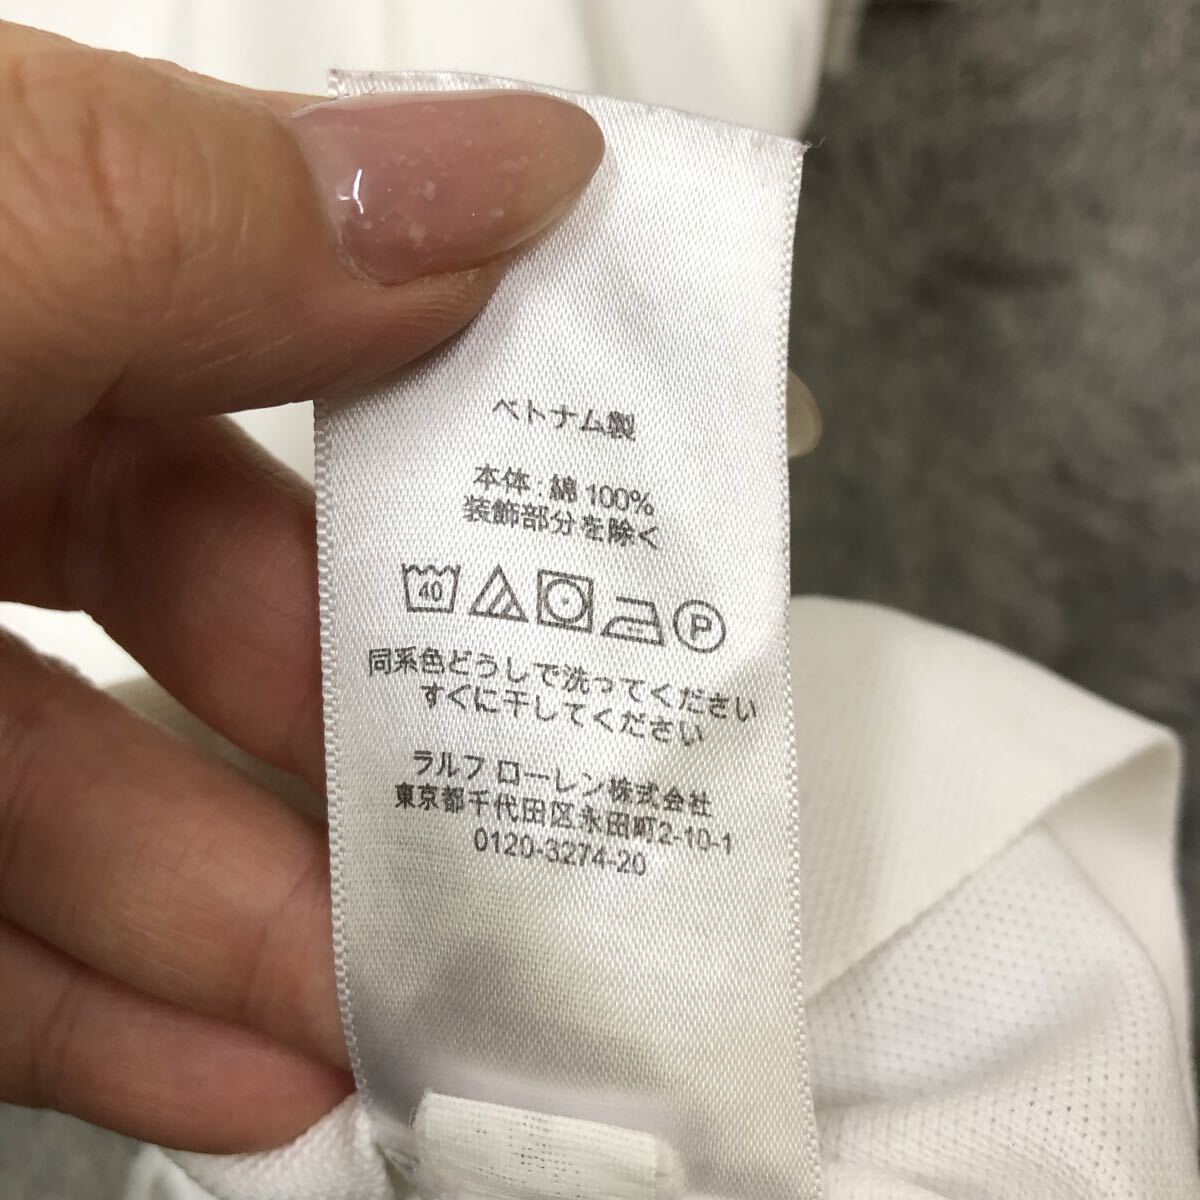 ベトナム製
本体 : 綿 100%
装飾部分を除く
40 P
同系色どうしで洗ってください
すぐに干してください
ラルフ ローレン株式会社
東京都千代田区永田町2-10-1
0120-3274-20